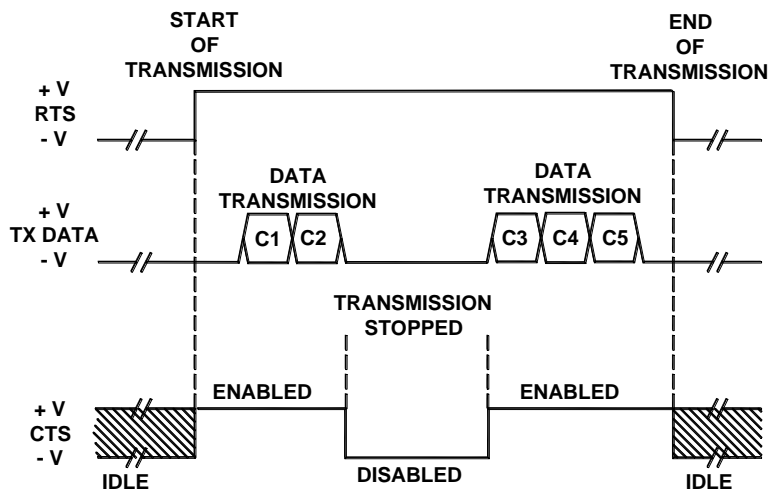 START
OF
TRANSMISSION
END
OF
TRANSMISSION
+ V
RTS
- V
DATA
TRANSMISSION
DATA
TRANSMISSION
+ V
TX DATA
- V
C1 C2 C3 C4 C5
TRANSMISSION
STOPPED
ENABLED ENABLED
+ V
CTS
- V
IDLE DISABLED IDLE